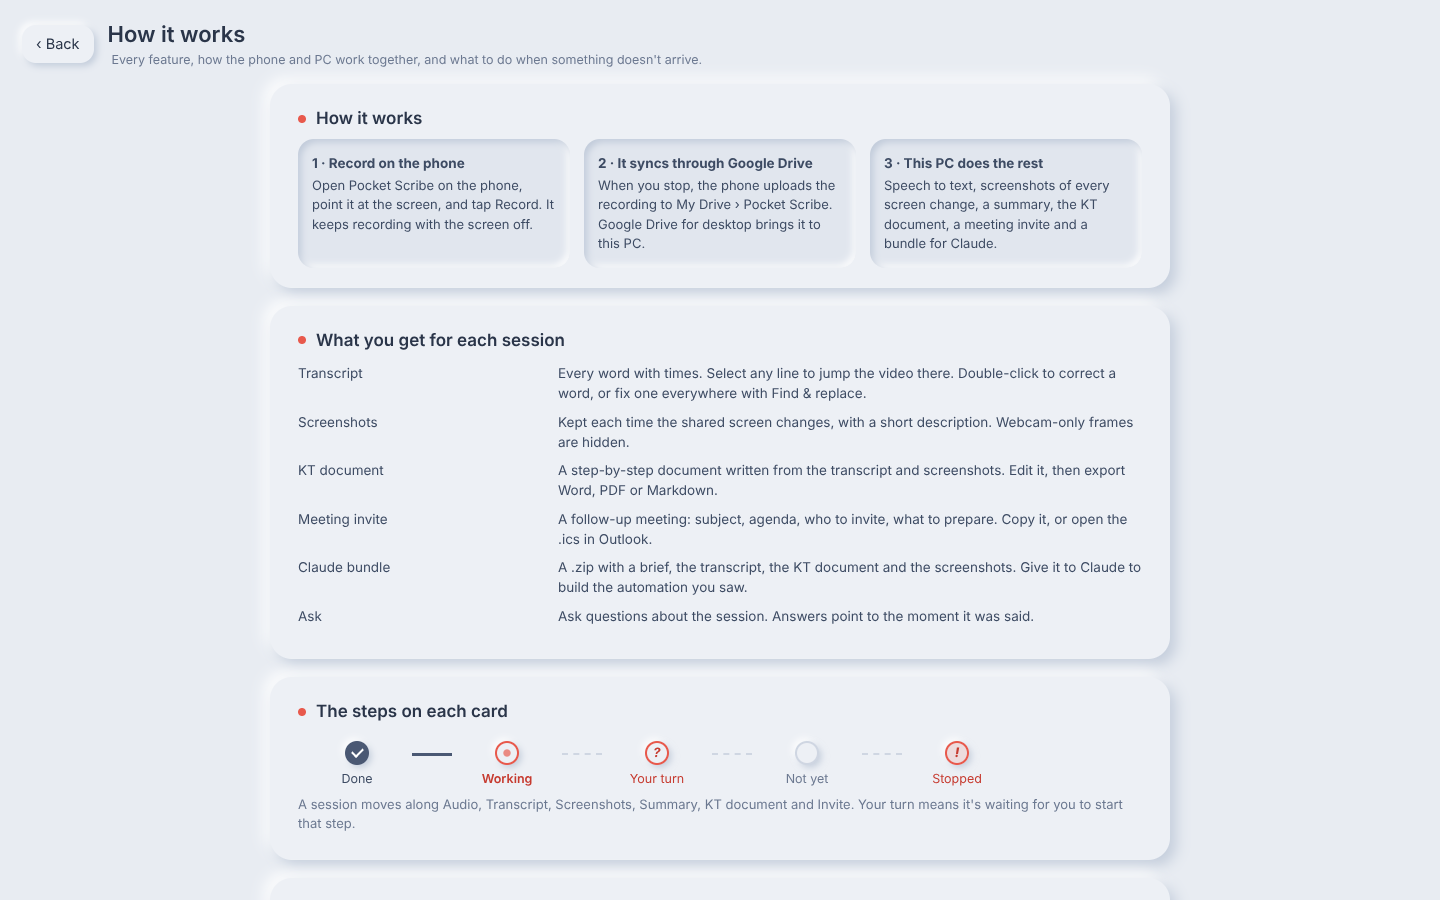 ‹ Back
How it works
Every feature, how the phone and PC work together, and what to do when something doesn't arrive.
How it works
1 · Record on the phone
Open Pocket Scribe on the phone,
point it at the screen, and tap Record. It
keeps recording with the screen off.
2 · It syncs through Google Drive
When you stop, the phone uploads the
recording to My Drive › Pocket Scribe.
Google Drive for desktop brings it to
this PC.
3 · This PC does the rest
Speech to text, screenshots of every
screen change, a summary, the KT
document, a meeting invite and a
bundle for Claude.
What you get for each session
Transcript
Every word with times. Select any line to jump the video there. Double-click to correct a
word, or fix one everywhere with Find & replace.
Screenshots
Kept each time the shared screen changes, with a short description. Webcam-only frames
are hidden.
KT document
A step-by-step document written from the transcript and screenshots. Edit it, then export
Word, PDF or Markdown.
Meeting invite
A follow-up meeting: subject, agenda, who to invite, what to prepare. Copy it, or open the
.ics in Outlook.
Claude bundle
A .zip with a brief, the transcript, the KT document and the screenshots. Give it to Claude to
build the automation you saw.
Ask
Ask questions about the session. Answers point to the moment it was said.
The steps on each card
? !
Done Working Your turn Not yet Stopped
A session moves along Audio, Transcript, Screenshots, Summary, KT document and Invite. Your turn means it's waiting for you to start
that step.